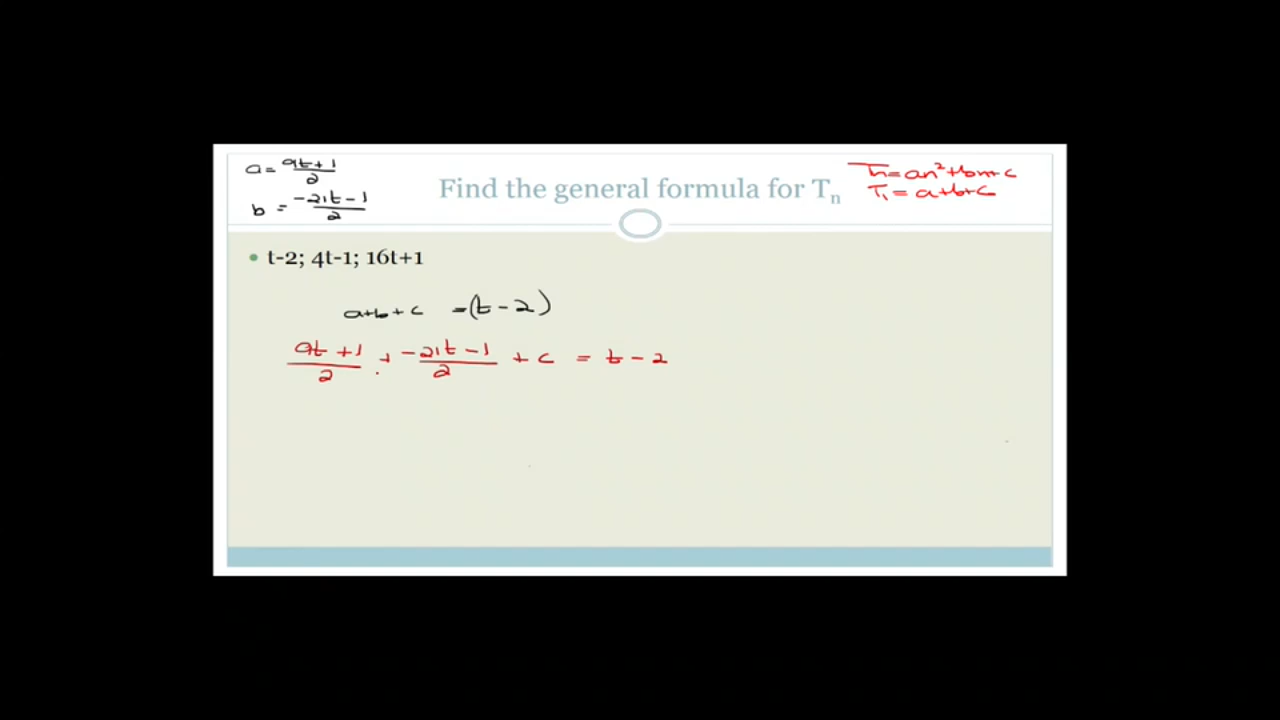 a = 9t+1/2
b = -21t-1/2
Find the general formula for Tn
Tn = an²+bn+c
T1 = a+b+c
• t-2; 4t-1; 16t+1
a+b+c = (t-2)
9t+1/2 + -21t-1/2 + c = t-2